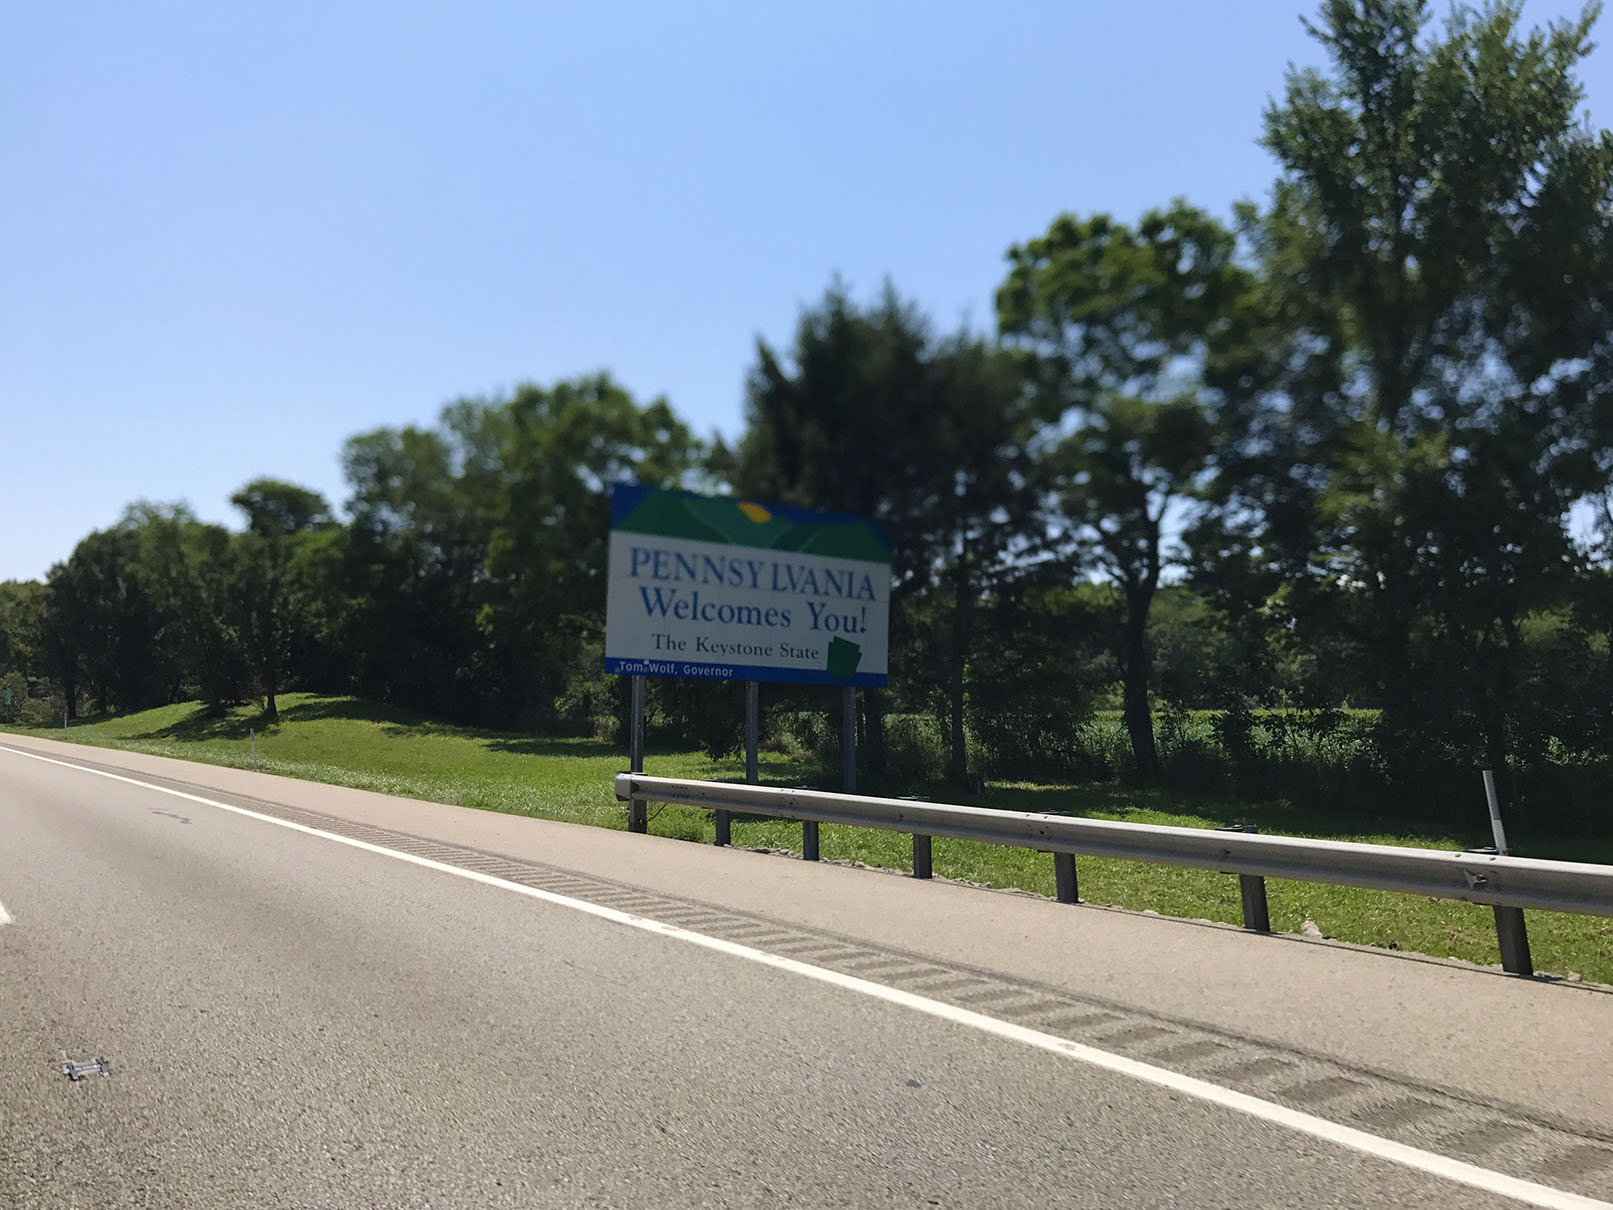 PENNSYLVANIA
Welcomes You!
The Keystone State
Tom Wolf, Governor